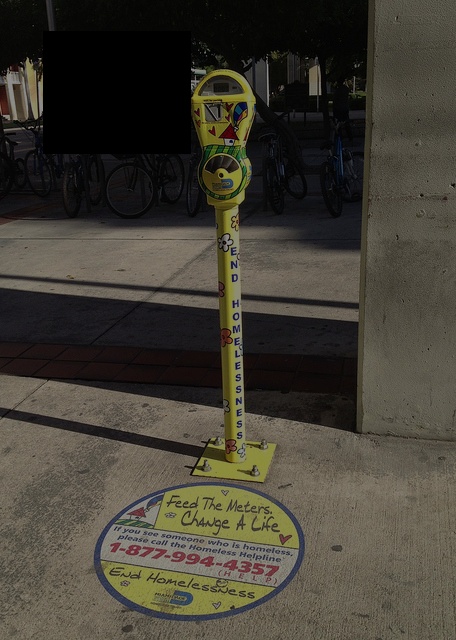 END HOMELESSNESS
Feed The Meters.
Change A Life
If you see someone who is homeless,
please call the Homeless Helpline
1-877-994-4357
(HELP)
End Homelessness